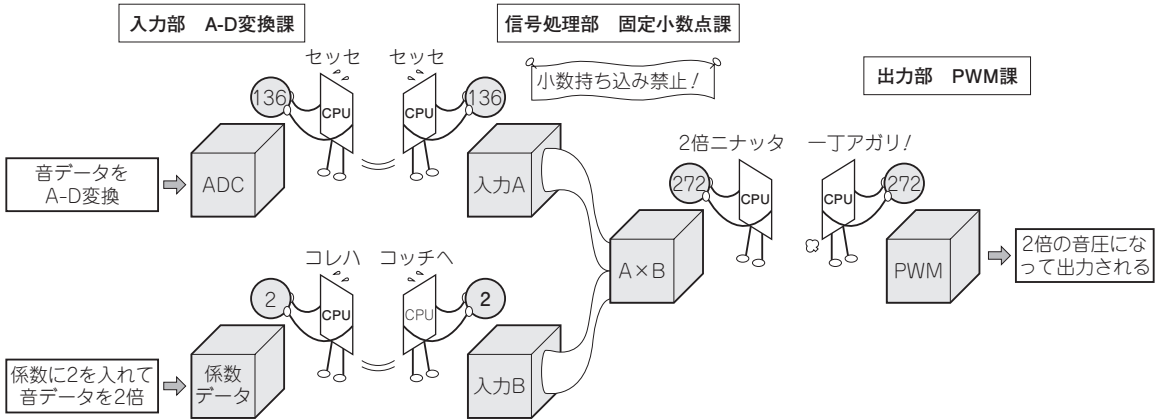 入力部 A-D変換課
信号処理部 固定小数点課
出力部 PWM課
小数持ち込み禁止！
セッセ
セッセ
136
CPU
CPU
136
音データを
A-D変換
ADC
入力A
2倍ニナッタ
一丁アガリ！
272
CPU
CPU
272
A×B
PWM
2倍の音圧にな
って出力される
コレハ
コッチヘ
2
CPU
CPU
2
係数に2を入れて
音データを2倍
係数
データ
入力B